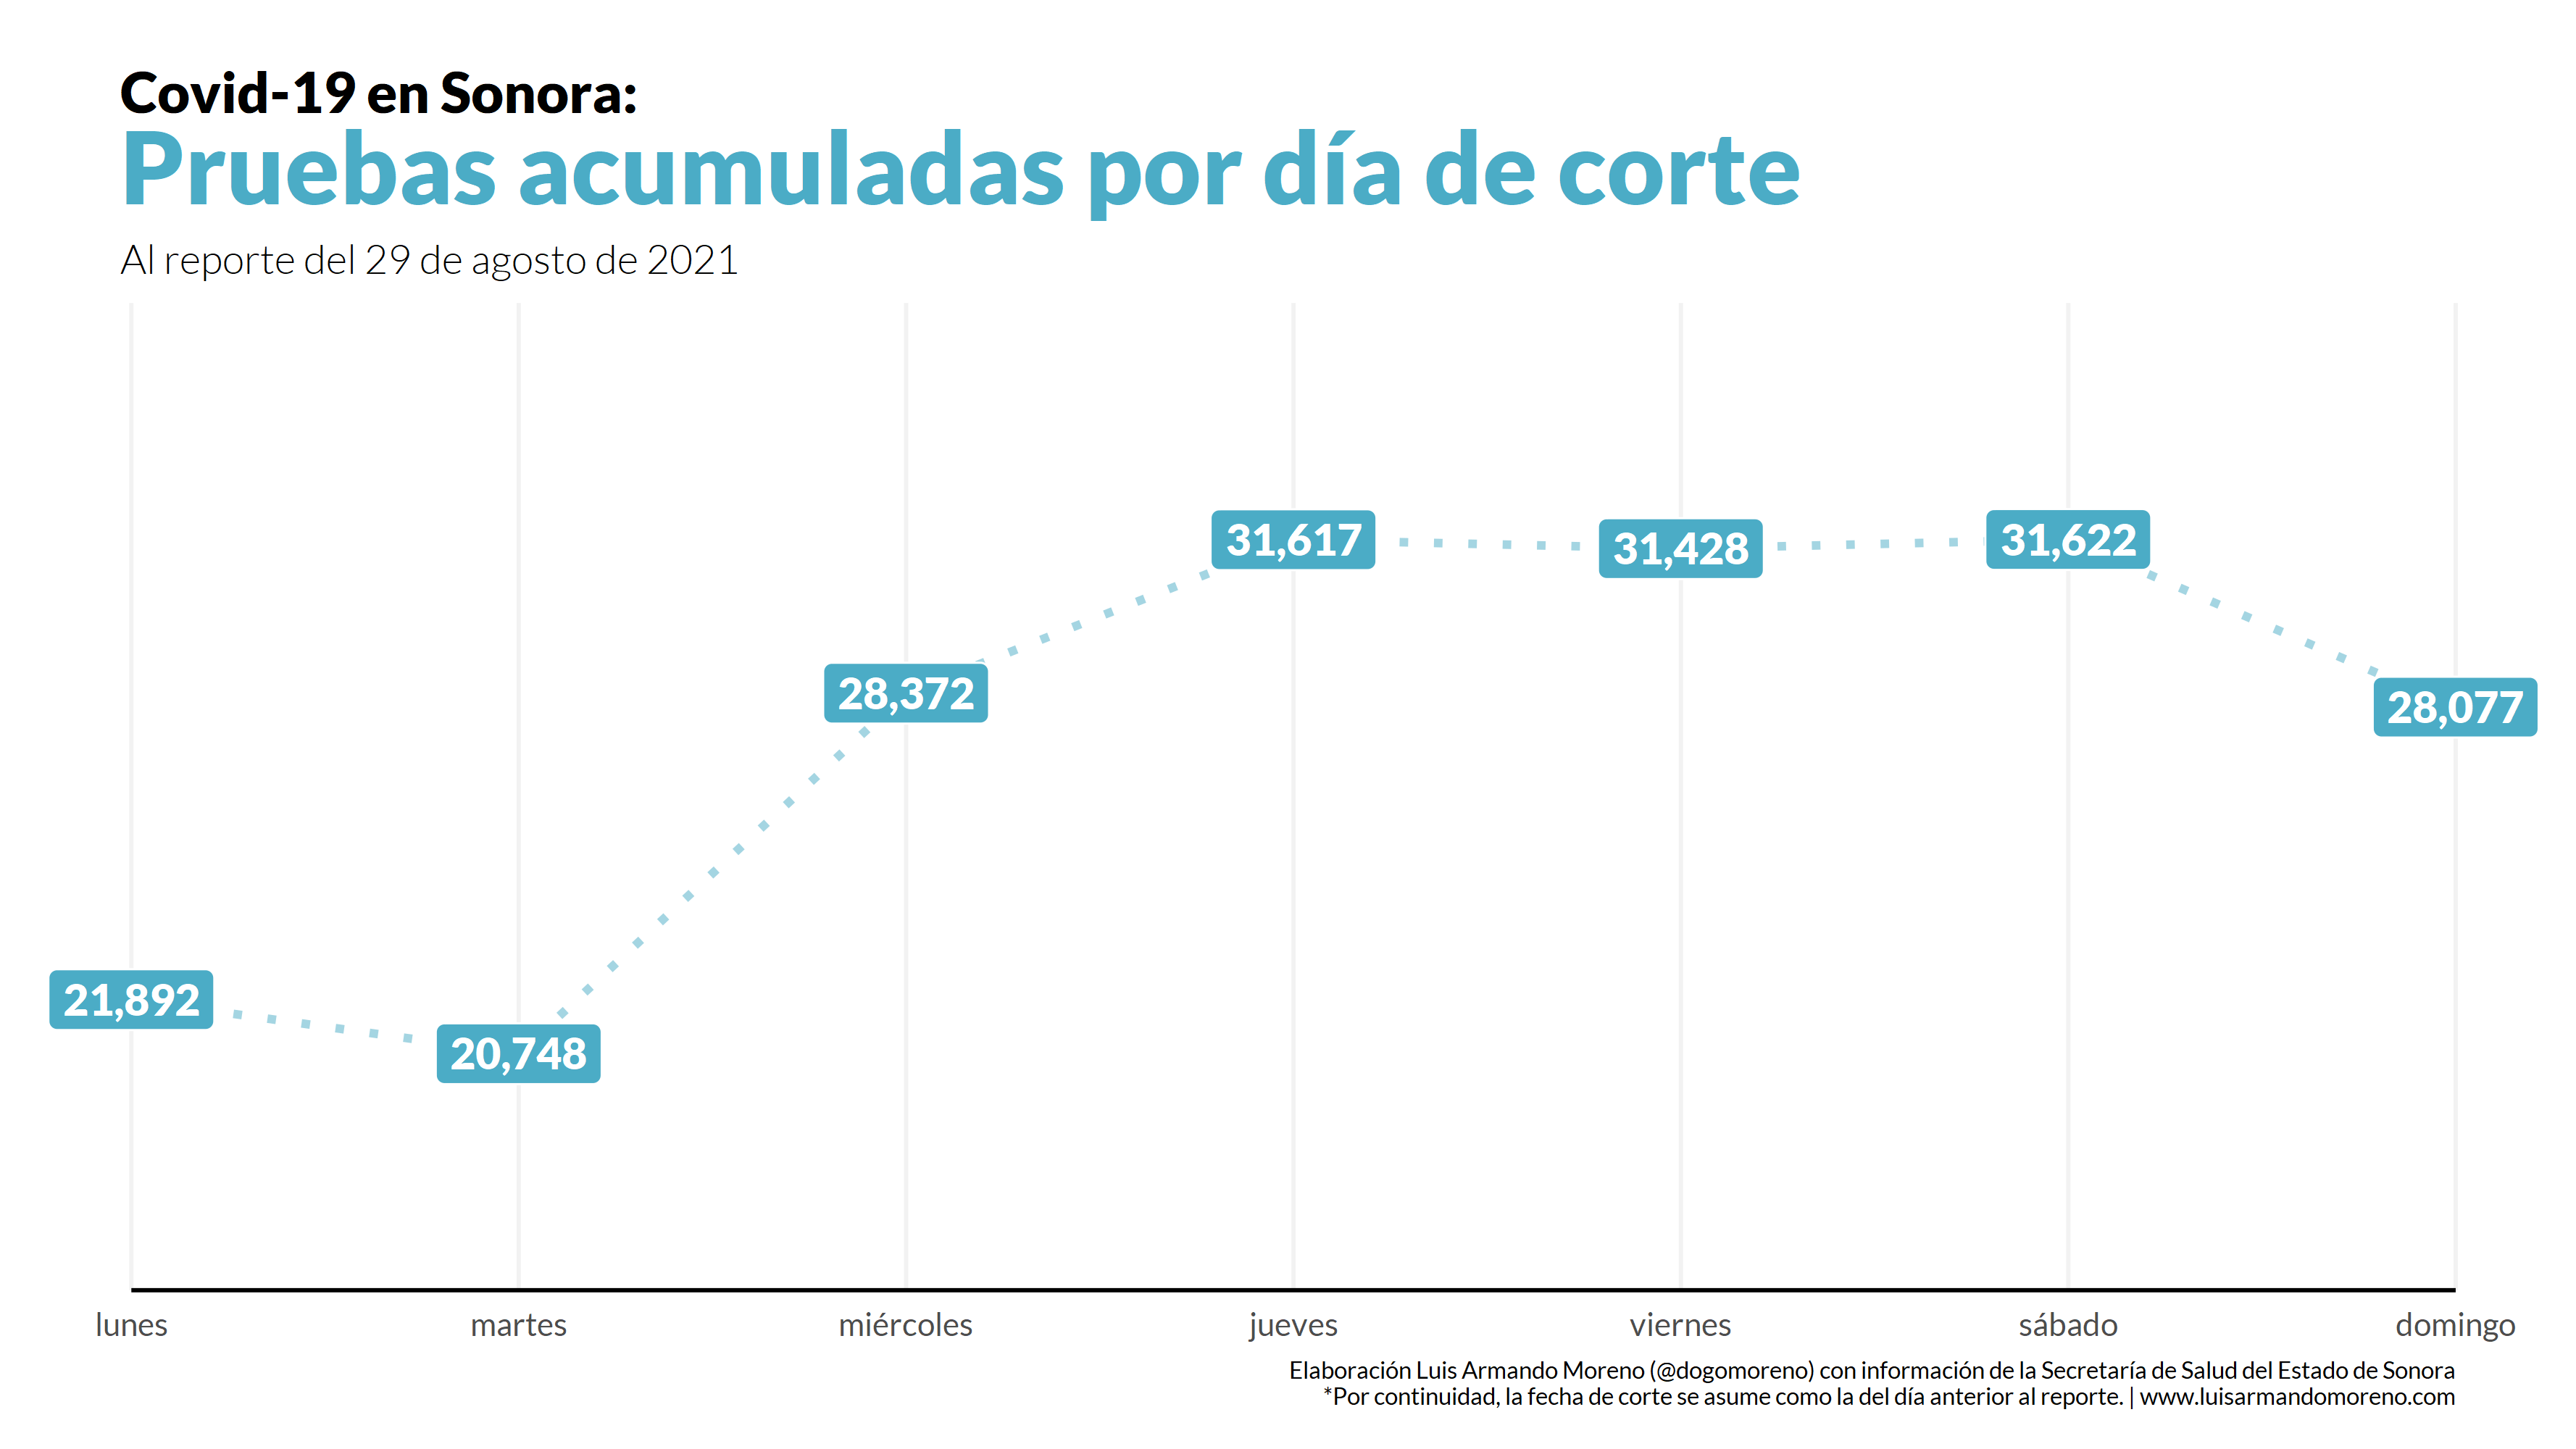 Covid-19 en Sonora:
Pruebas acumuladas por día de corte
Al reporte del 29 de agosto de 2021
31,617
31,428
31,622
28,372
28,077
21,892
20,748
lunes
martes
miércoles
jueves
viernes
sábado
domingo
Elaboración Luis Armando Moreno (@dogomoreno) con información de la Secretaría de Salud del Estado de Sonora
*Por continuidad, la fecha de corte se asume como la del día anterior al reporte. | www.luisarmandomoreno.com